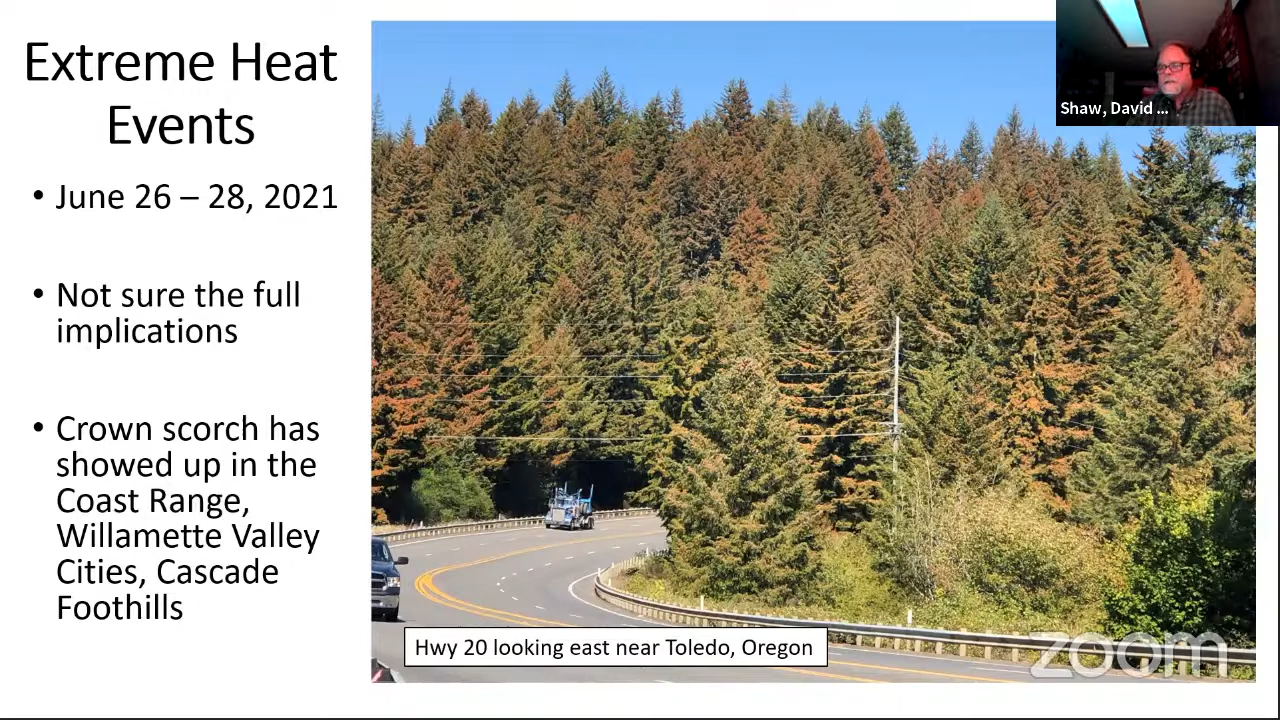 Extreme Heat
Events
• June 26 – 28, 2021
• Not sure the full
implications
• Crown scorch has
showed up in the
Coast Range,
Willamette Valley
Cities, Cascade
Foothills
Shaw, David ...
Hwy 20 looking east near Toledo, Oregon
zoom